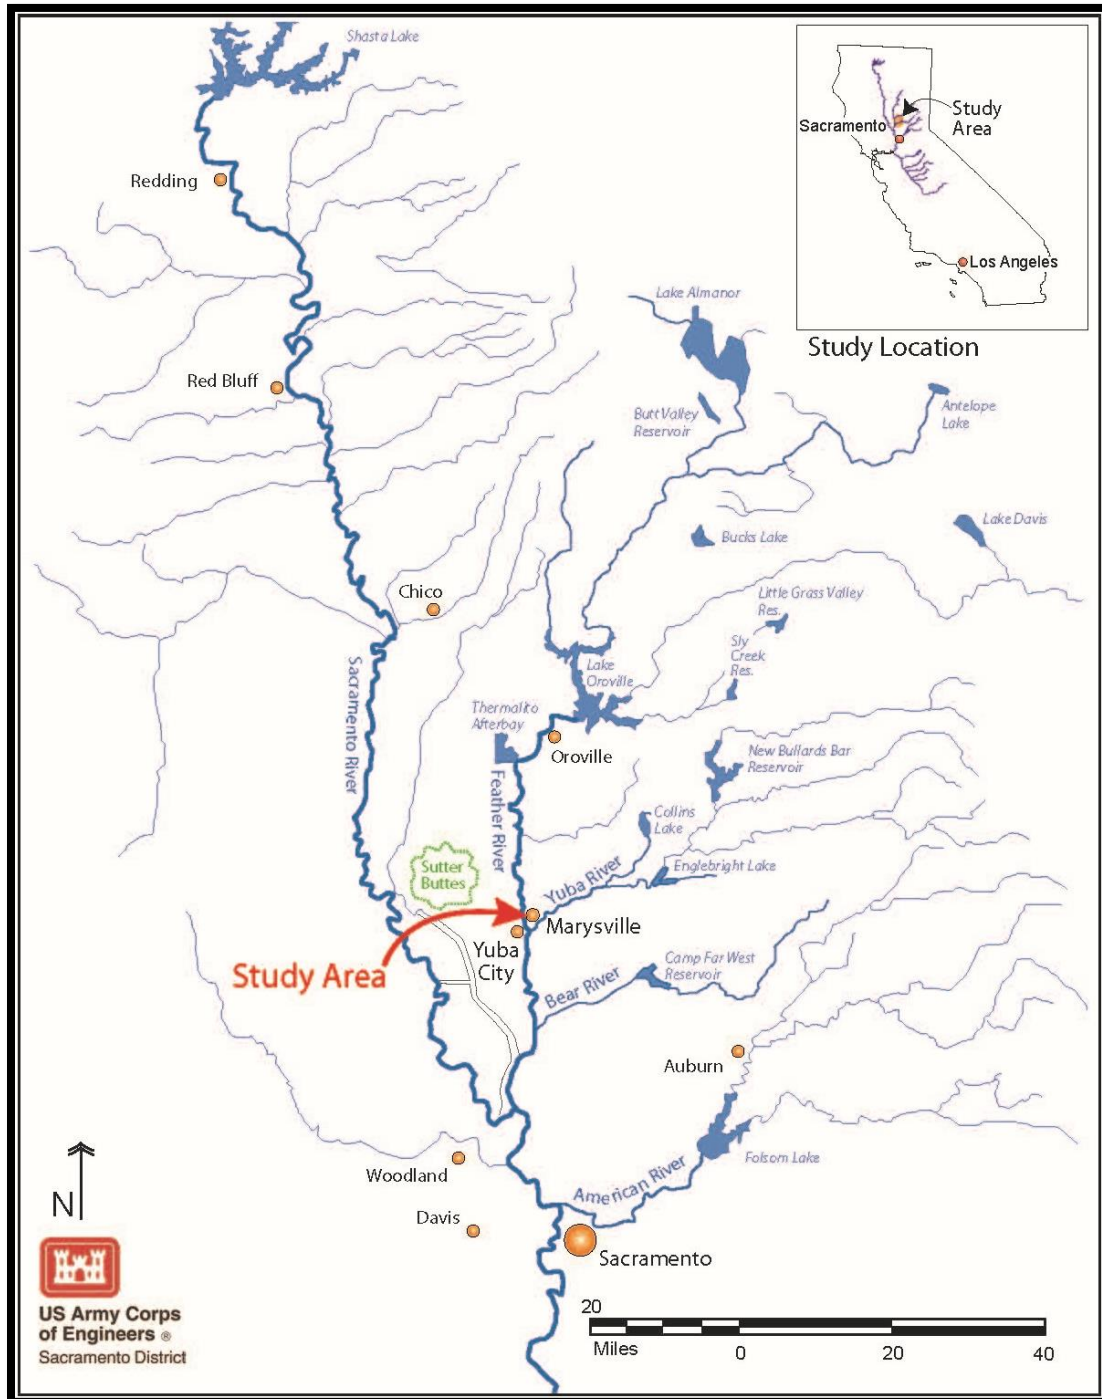 Shasta Lake
Study
Area
Sacramento
Los Angeles
Study Location
Redding
Lake Almanor
Red Bluff
Butt Valley
Reservoir
Antelope
Lake
Lake Davis
Bucks Lake
Chico
Little Grass Valley
Res.
Sly
Creek
Res.
Lake
Oroville
Sacramento River
Thermalito
Afterbay
Oroville
New Bullards Bar
Reservoir
Feather River
Collins
Lake
Sutter
Buttes
Yuba River
Englebright Lake
Marysville
Yuba
City
Study Area
Bear River
Camp Far West
Reservoir
Auburn
Folsom Lake
American River
Woodland
Davis
Sacramento
N
US Army Corps
of Engineers ®
Sacramento District
20
Miles
0
20
40